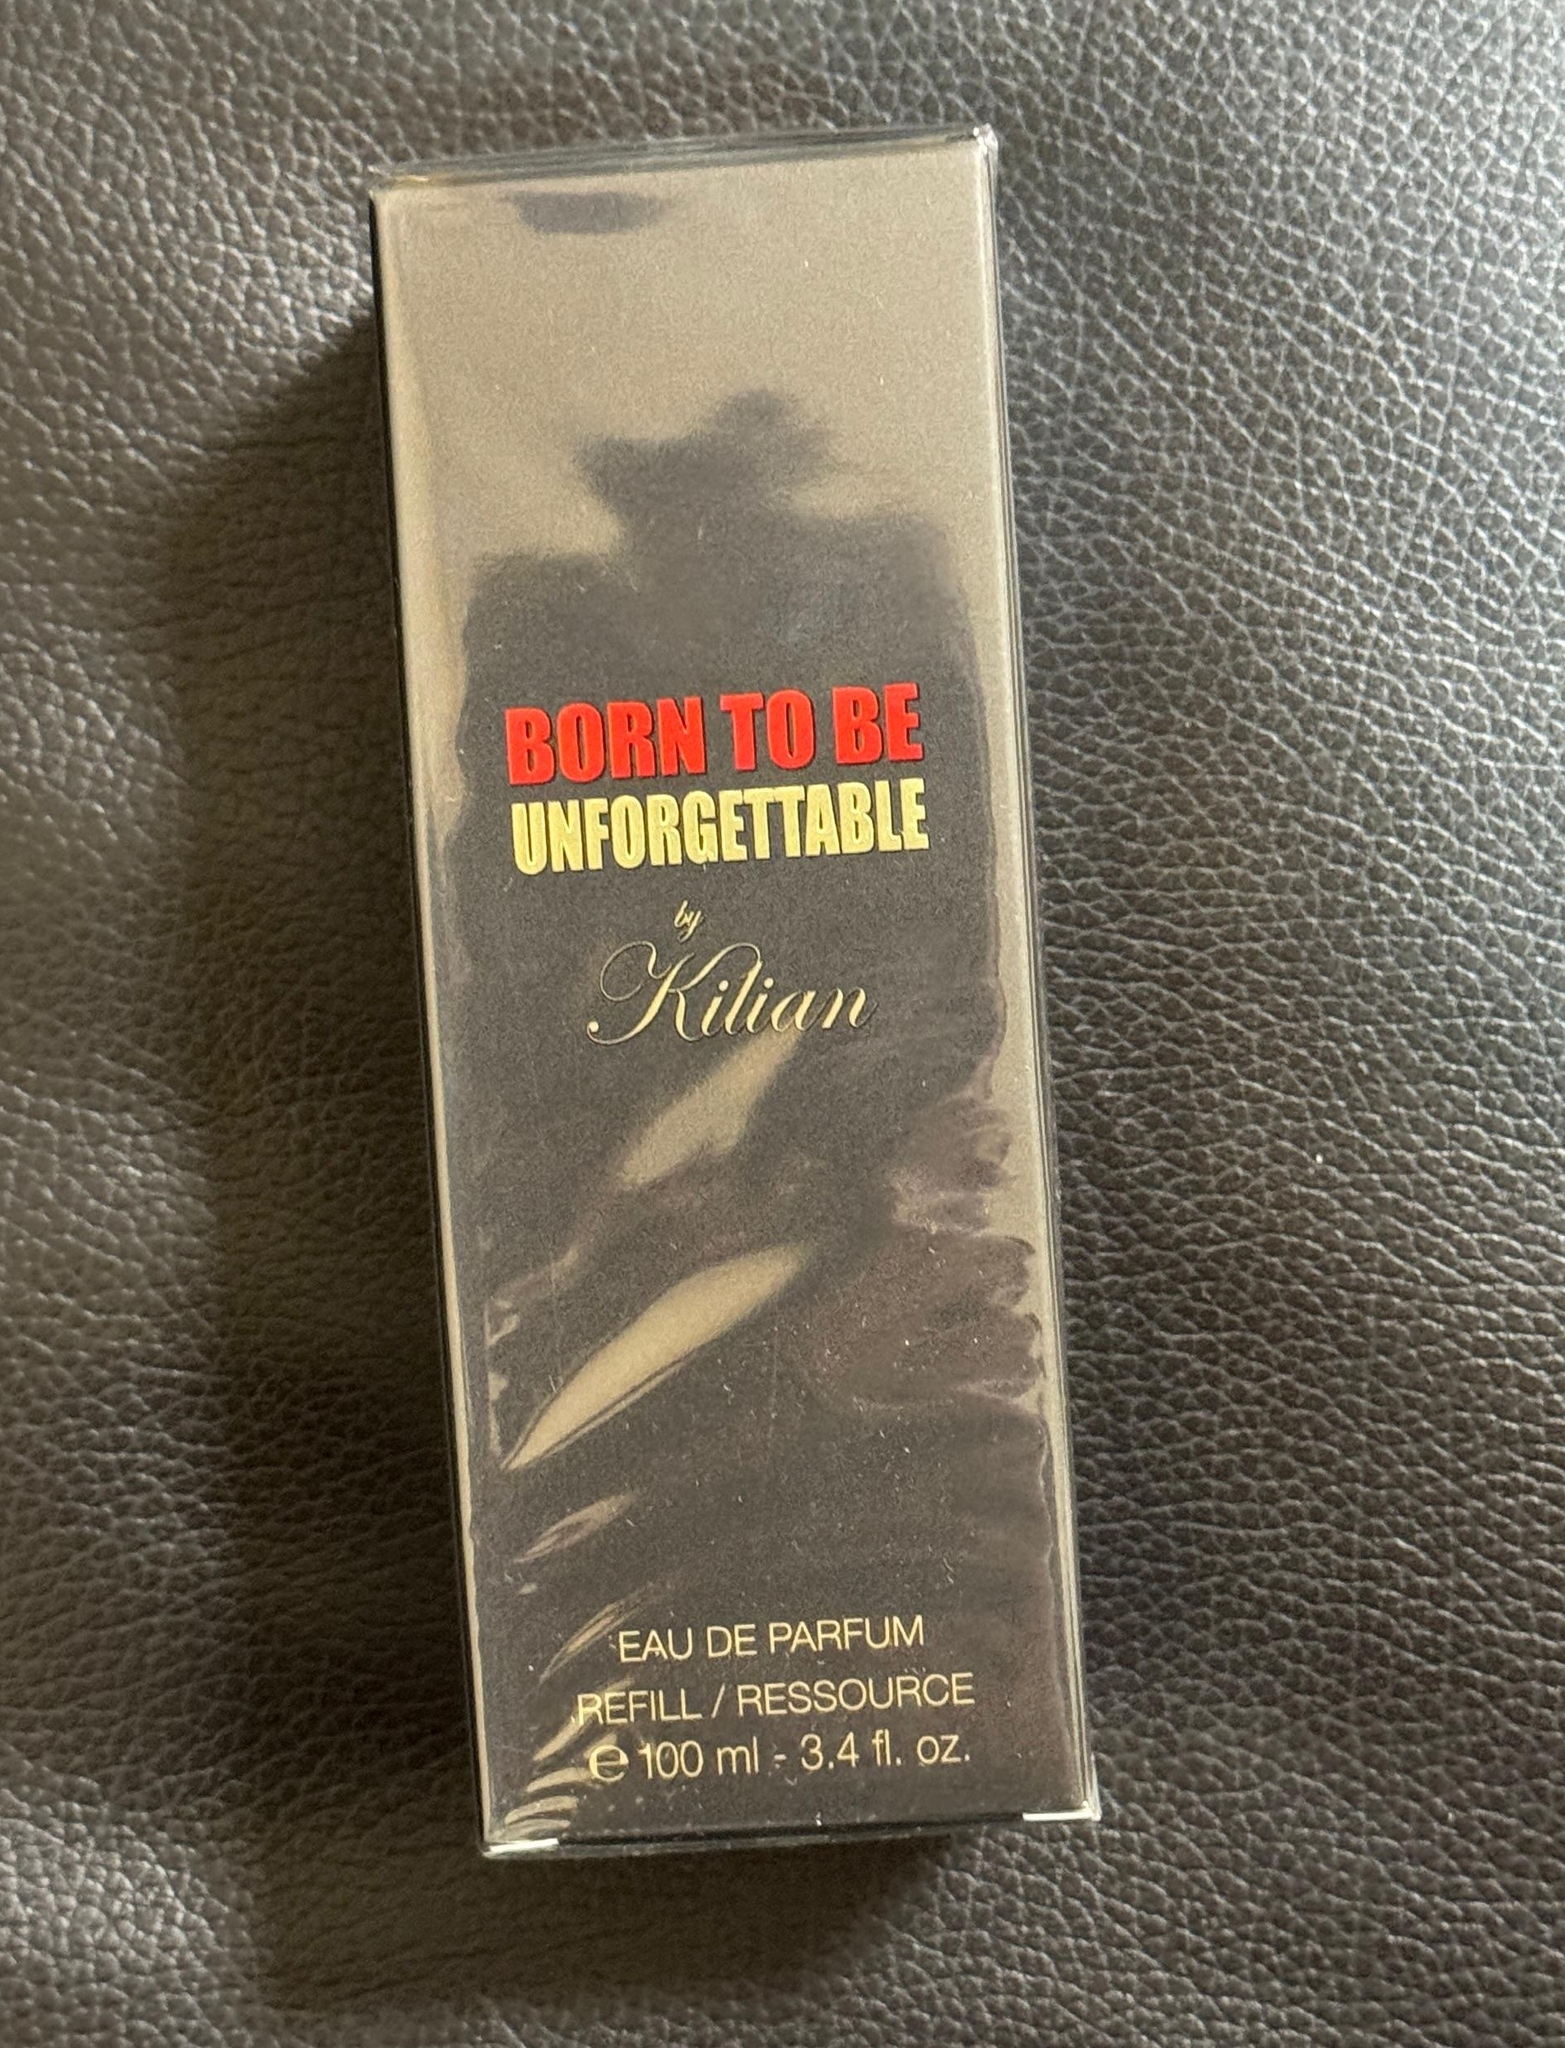 BORN TO BE
UNFORGETTABLE
by
Kilian
EAU DE PARFUM
REFILL / RESSOURCE
℮ 100 ml - 3.4 fl. oz.